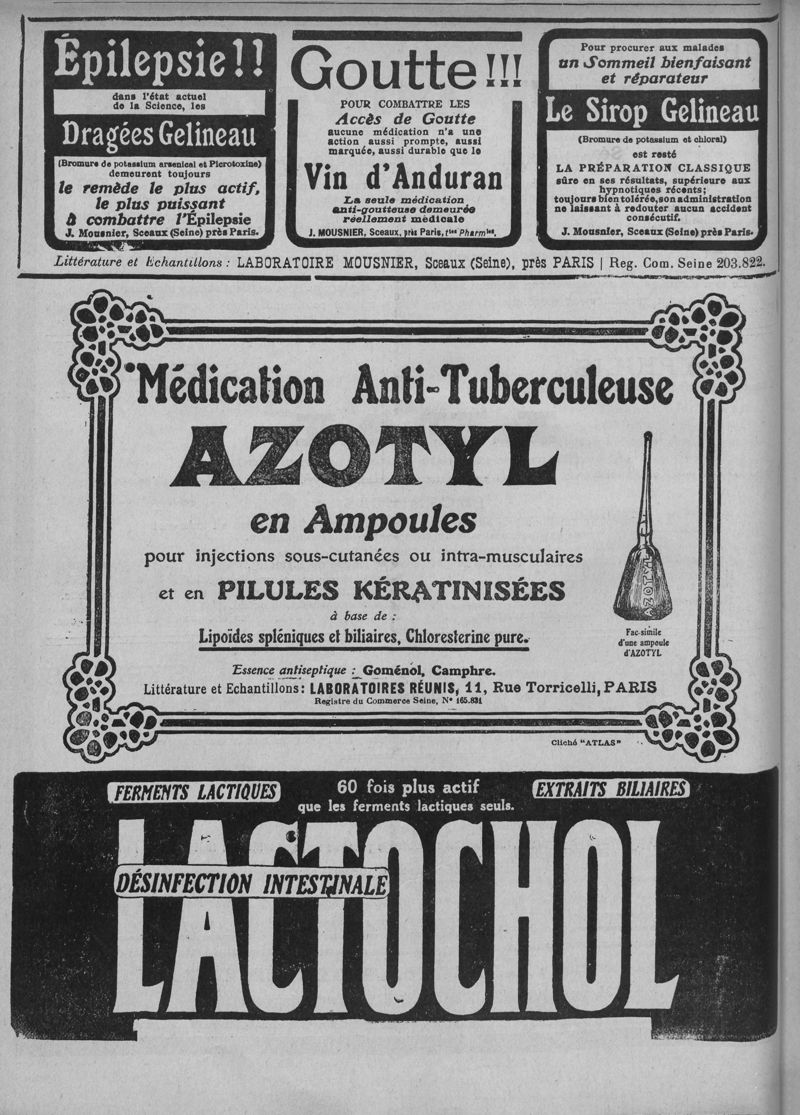 Épilepsie!!
dans l'état actuel
de la Science, les
Dragées Gelineau
(Bromure de potassium arsenical et Picrotoxine)
demeurent toujours
le remède le plus actif,
le plus puissant
à combattre l'Épilepsie
J. Mousnier, Sceaux (Seine) près Paris.
Goutte!!!
POUR COMBATTRE LES
Accès de Goutte
aucune médication n'a une
action aussi prompte, aussi
marquée, aussi durable que le
Vin d'Anduran
La seule médication
anti-goutteuse demeurée
réellement médicale
J. MOUSNIER, Sceaux, près Paris, ttes Pharmies.
Pour procurer aux malades
un Sommeil bienfaisant
et réparateur
Le Sirop Gelineau
(Bromure de potassium et chloral)
est resté
LA PRÉPARATION CLASSIQUE
sûre en ses résultats, supérieure aux
hypnotiques récents;
toujours bien tolérée, son administration
ne laissant à redouter aucun accident
consécutif.
J. Mousnier, Sceaux (Seine) près Paris.
Littérature et Echantillons : LABORATOIRE MOUSNIER, Sceaux (Seine), près PARIS | Reg. Com. Seine 203.822.
Médication Anti-Tuberculeuse
AZOTYL
en Ampoules
pour injections sous-cutanées ou intra-musculaires
et en PILULES KÉRATINISÉES
à base de :
Lipoïdes spléniques et biliaires, Chloresterine pure.
Essence antiseptique : Goménol, Camphre.
Littérature et Echantillons : LABORATOIRES RÉUNIS, 11, Rue Torricelli, PARIS
Registre du Commerce Seine, N° 165.831
AZOTYL
Fac-simile
d'une ampoule
d'AZOTYL
Cliché "ATLAS"
FERMENTS LACTIQUES
60 fois plus actif
que les ferments lactiques seuls.
EXTRAITS BILIAIRES
LACTOCHOL
DÉSINFECTION INTESTINALE